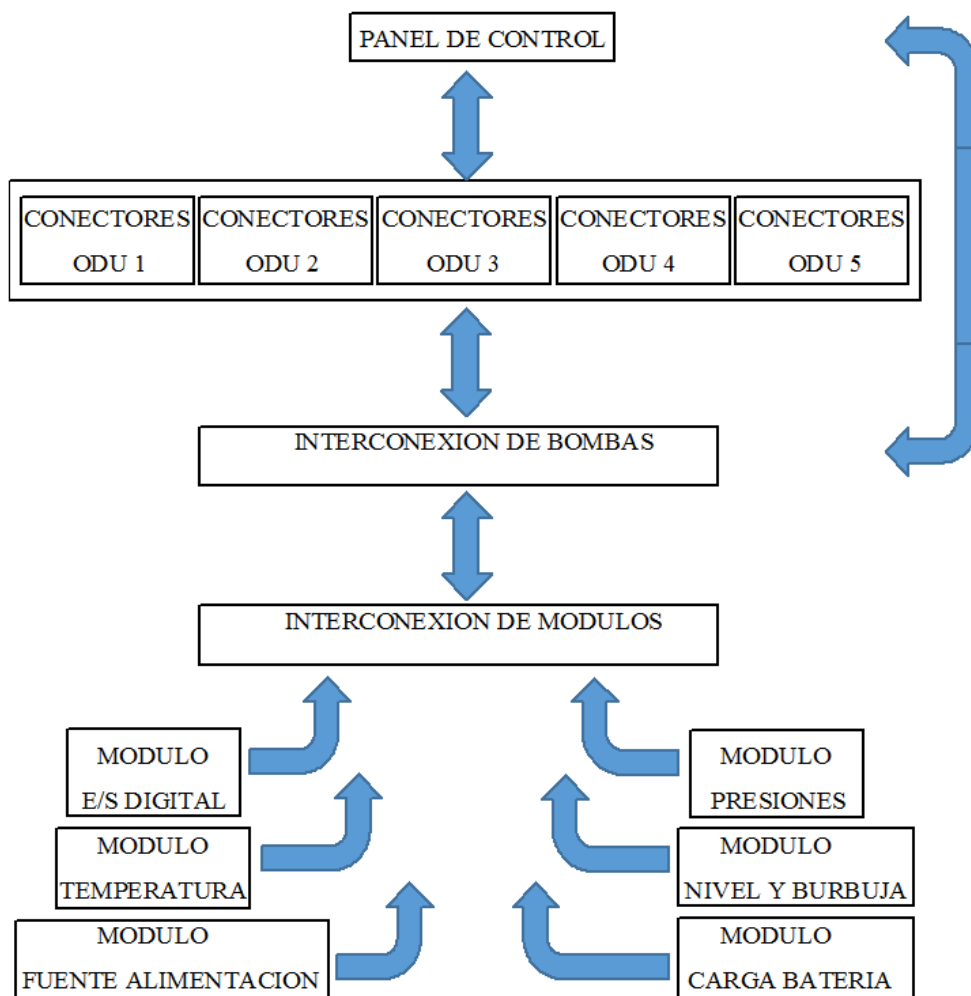 PANEL DE CONTROL
CONECTORES
ODU 1
CONECTORES
ODU 2
CONECTORES
ODU 3
CONECTORES
ODU 4
CONECTORES
ODU 5
INTERCONEXION DE BOMBAS
INTERCONEXION DE MODULOS
MODULO
E/S DIGITAL
MODULO
PRESIONES
MODULO
TEMPERATURA
MODULO
NIVEL Y BURBUJA
MODULO
FUENTE ALIMENTACION
MODULO
CARGA BATERIA